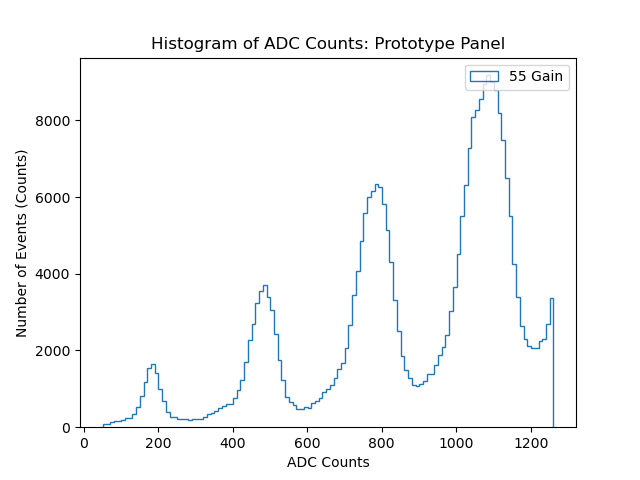 Histogram of ADC Counts: Prototype Panel
55 Gain
Number of Events (Counts)
8000
6000
4000
2000
0
0 200 400 600 800 1000 1200
ADC Counts